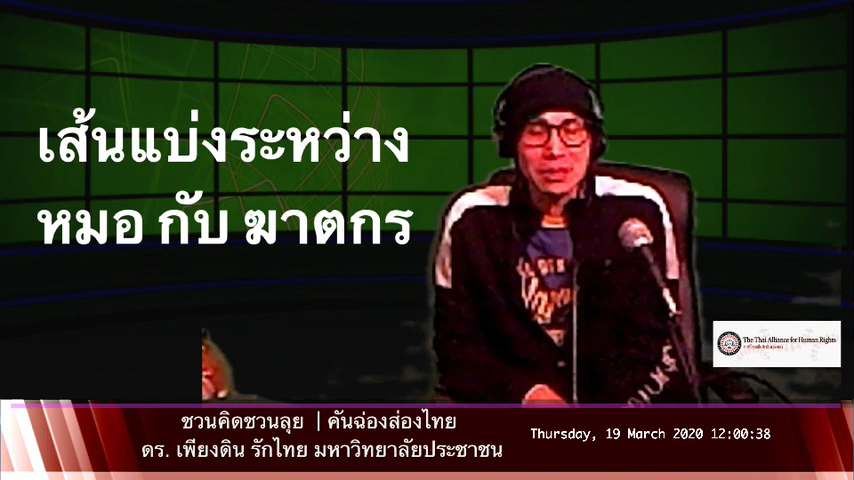 เส้นแบ่งระหว่าง
หมอ กับ ฆาตกร
The Thai Alliance for Human Rights
ชวนคิดชวนลุย | คันฉ่องส่องไทย
ดร. เพียงดิน รักไทย มหาวิทยาลัยประชาชน
Thursday, 19 March 2020 12:00:38